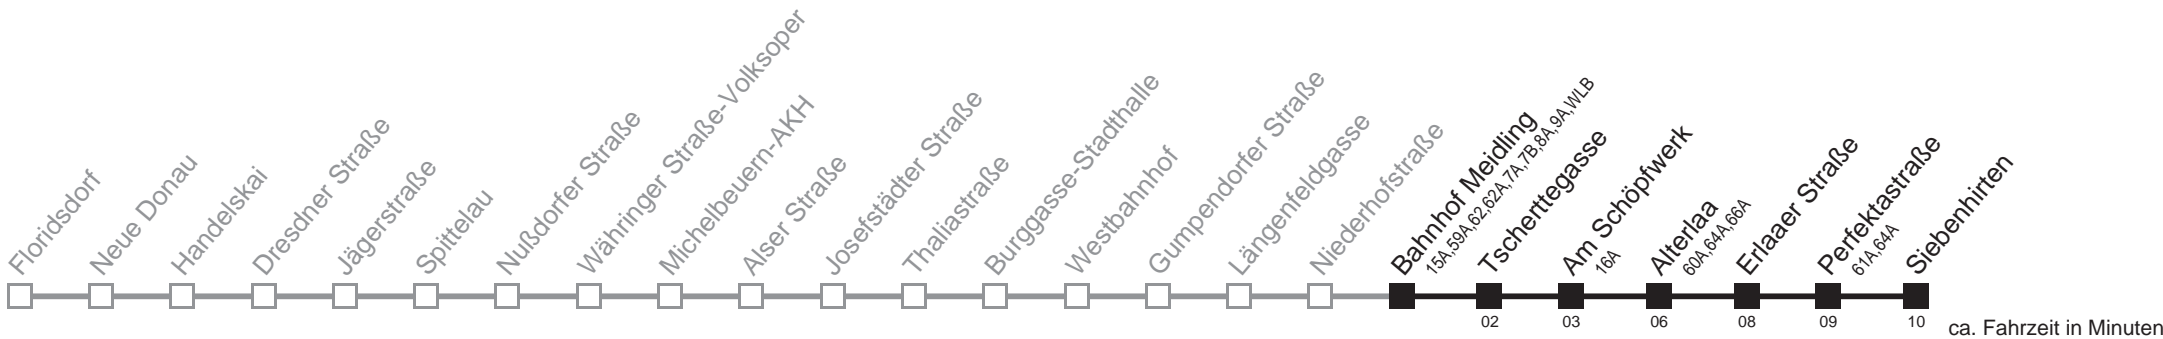 Floridsdorf
Neue Donau
Handelskai
Dresdner Straße
Jägerstraße
Spittelau
Nußdorfer Straße
Währinger Straße-Volksoper
Michelbeuern-AKH
Alser Straße
Josefstädter Straße
Thaliastraße
Burggasse-Stadthalle
Westbahnhof
Gumpendorfer Straße
Längenfeldgasse
Niederhofstraße
Bahnhof Meidling
15A,59A,62,62A,7A,7B,8A,9A,WLB
Tscherttegasse
Am Schöpfwerk
16A
Alterlaa
60A,64A,66A
Erlaaer Straße
Perfektastraße
61A,64A
Siebenhirten
02 03 06 08 09 10
ca. Fahrzeit in Minuten